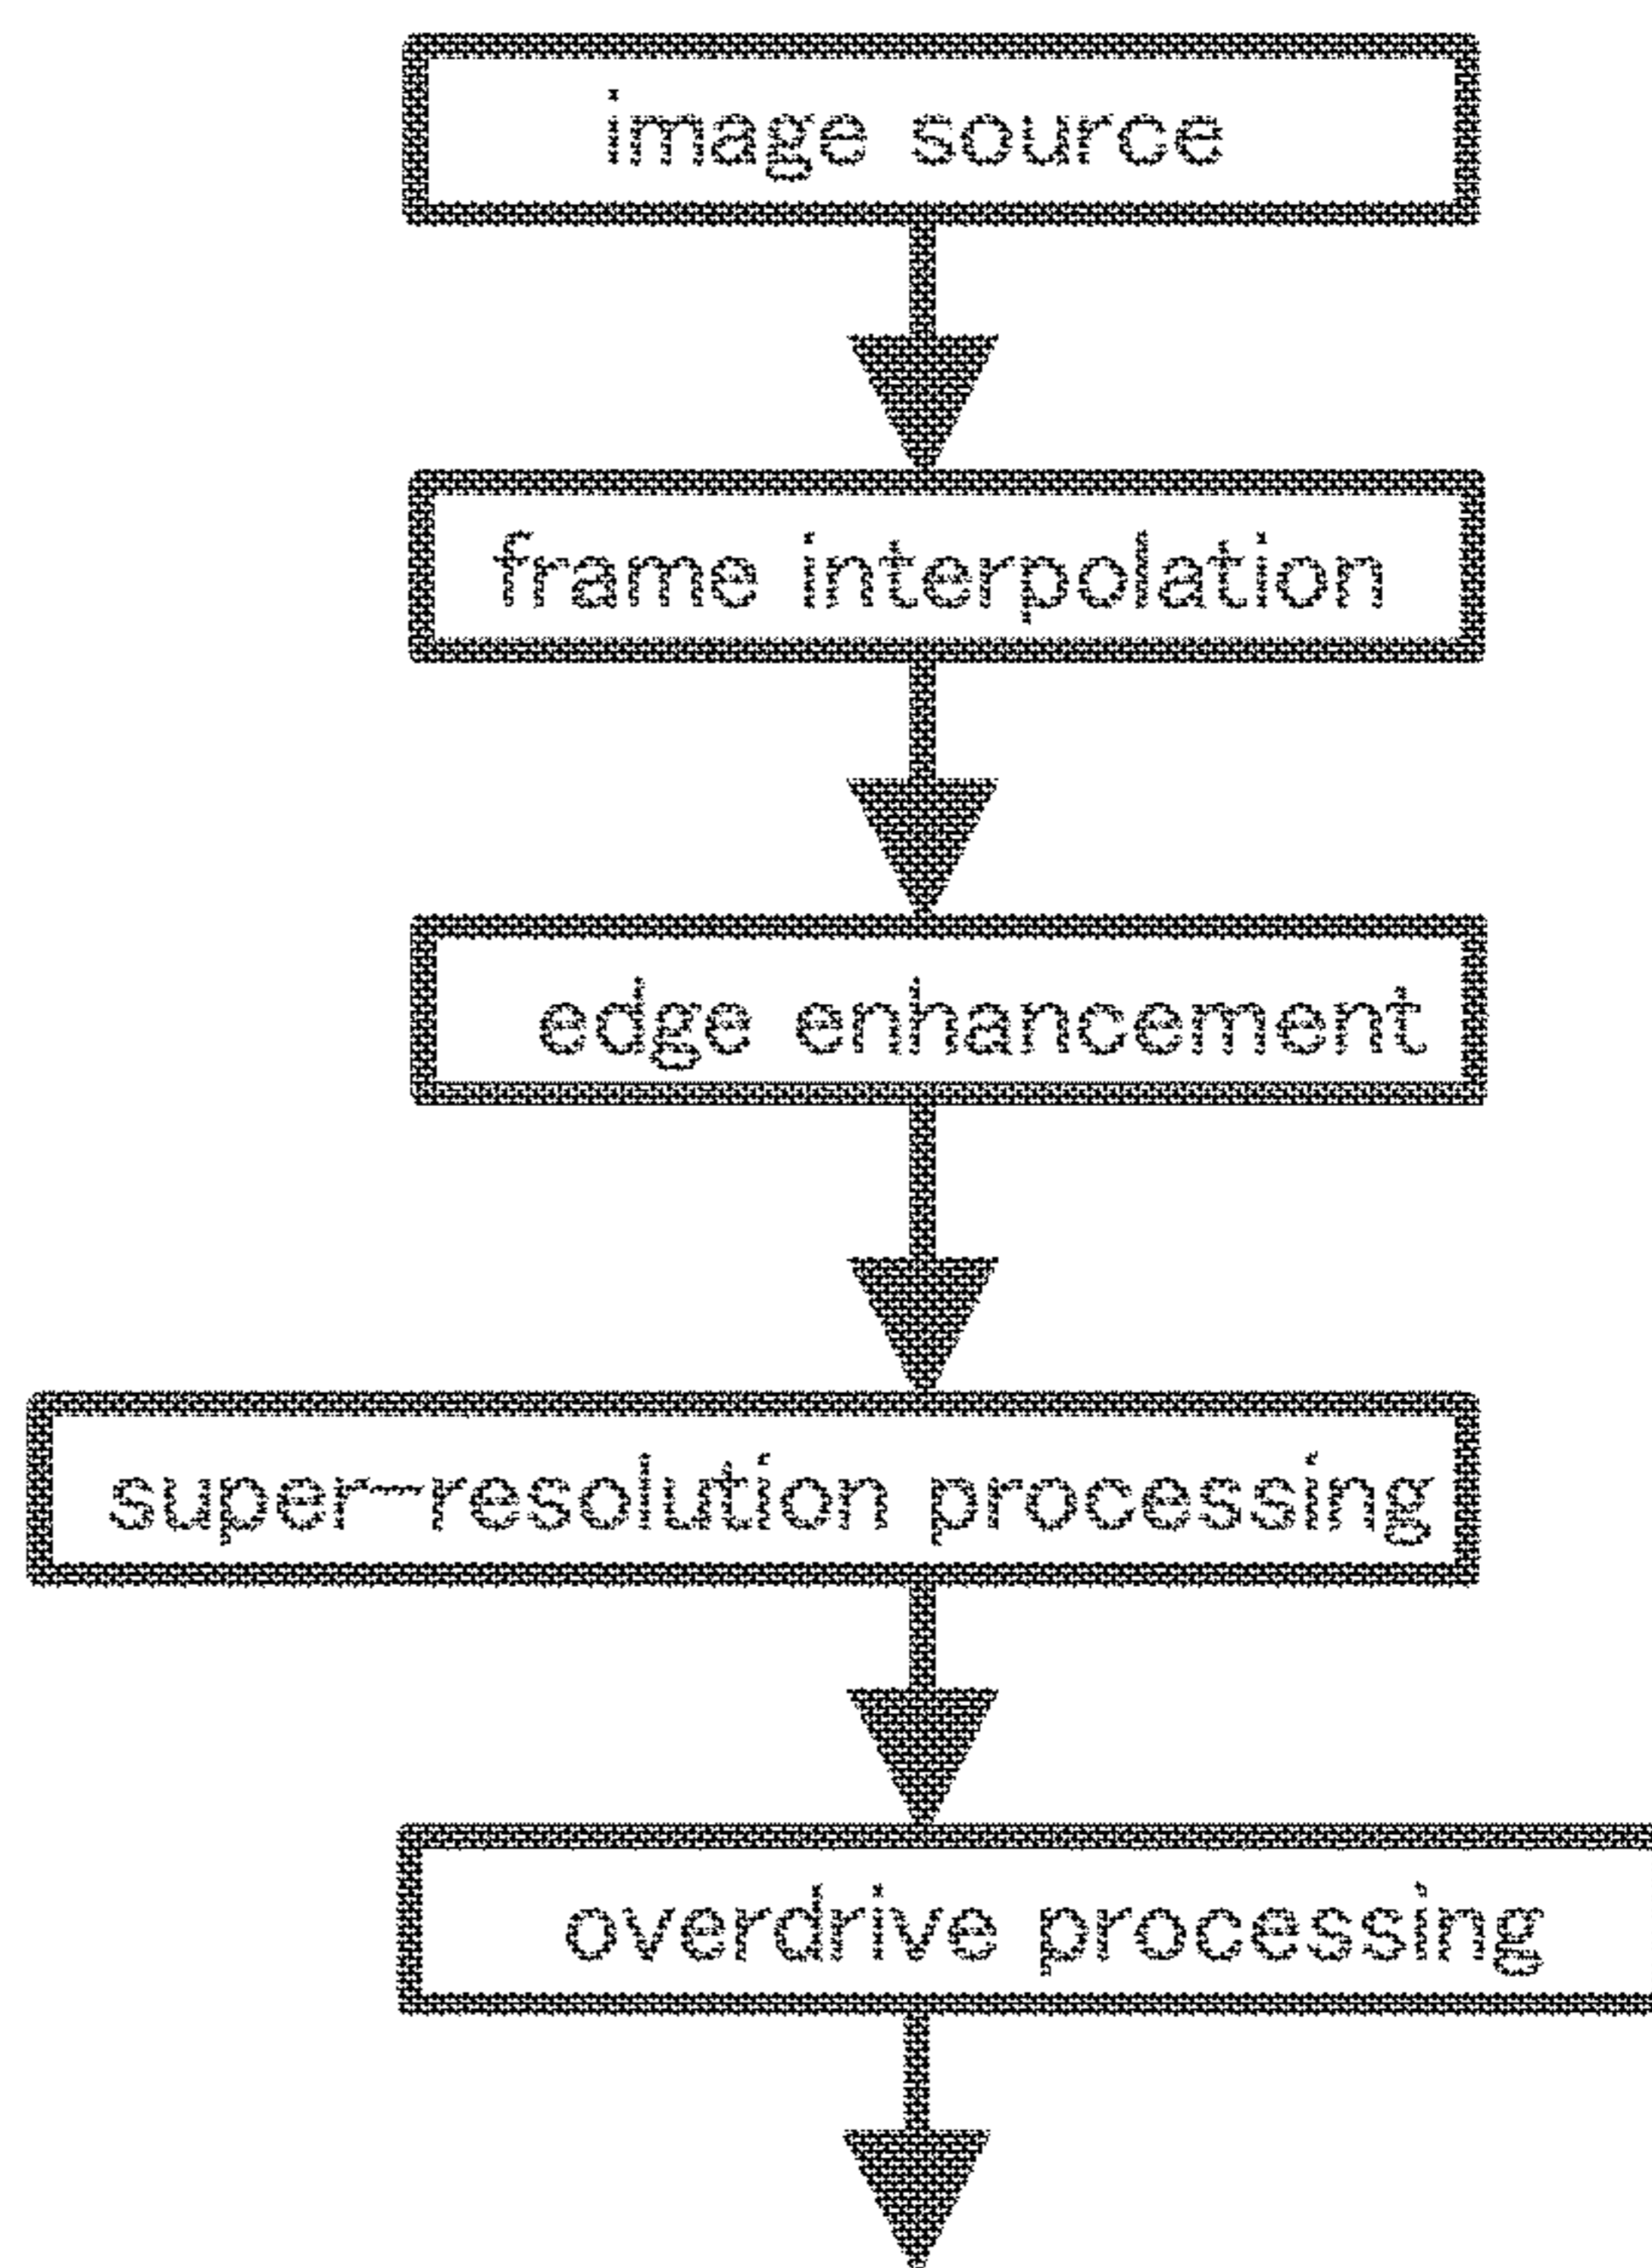 image source
frame interpolation
edge enhancement
super-resolution processing
overdrive processing